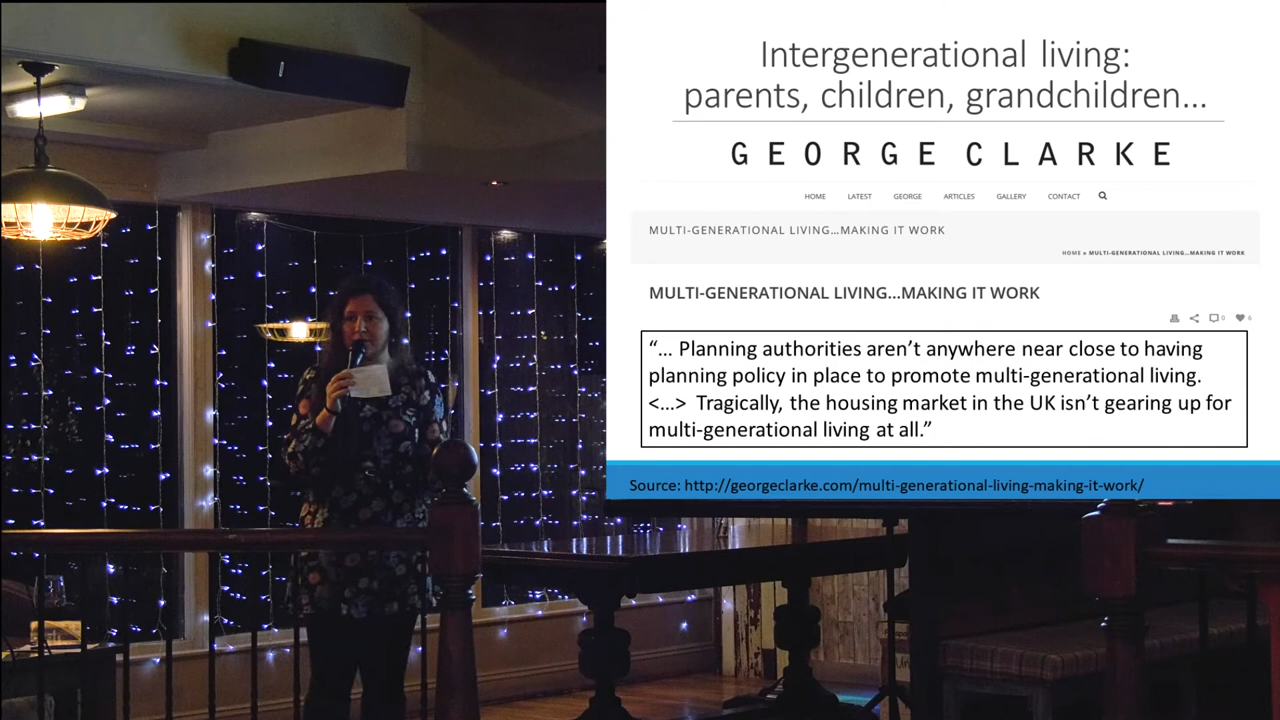 Intergenerational living:
parents, children, grandchildren...
GEORGE CLARKE
HOME LATEST GEORGE ARTICLES GALLERY CONTACT
MULTI-GENERATIONAL LIVING...MAKING IT WORK
HOME » MULTI-GENERATIONAL LIVING...MAKING IT WORK
MULTI-GENERATIONAL LIVING...MAKING IT WORK
0 6
“... Planning authorities aren’t anywhere near close to having
planning policy in place to promote multi-generational living.
<...> Tragically, the housing market in the UK isn’t gearing up for
multi-generational living at all.”
Source: http://georgeclarke.com/multi-generational-living-making-it-work/